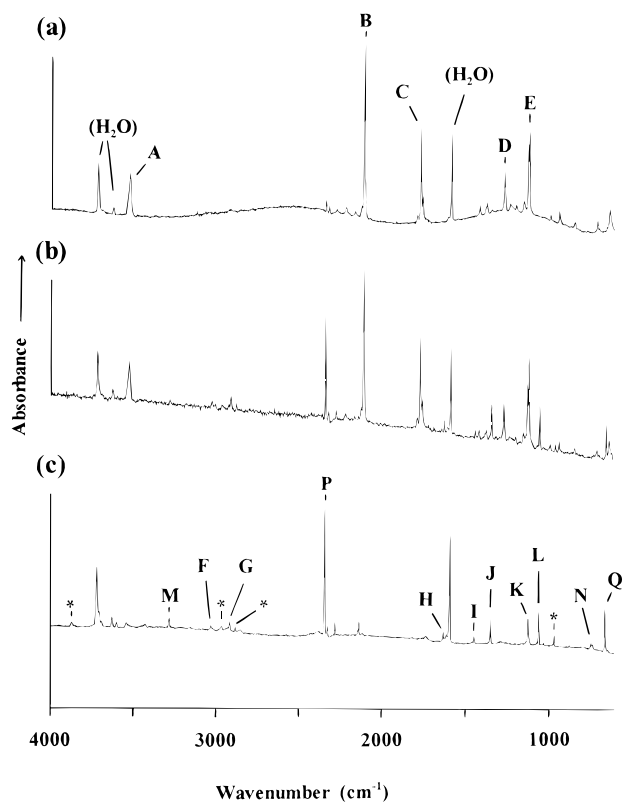 (a)
B
(H₂O)
A
C
(H₂O)
D
E
(b)
Absorbance
(c)
P
*
M
F
*
G
*
H
I
J
K
L
*
N
Q
4000 3000 2000 1000
Wavenumber (cm⁻¹)